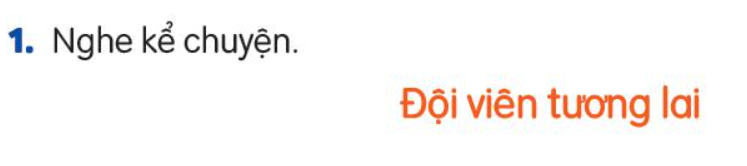 1. Nghe kể chuyện.
Đội viên tương lai